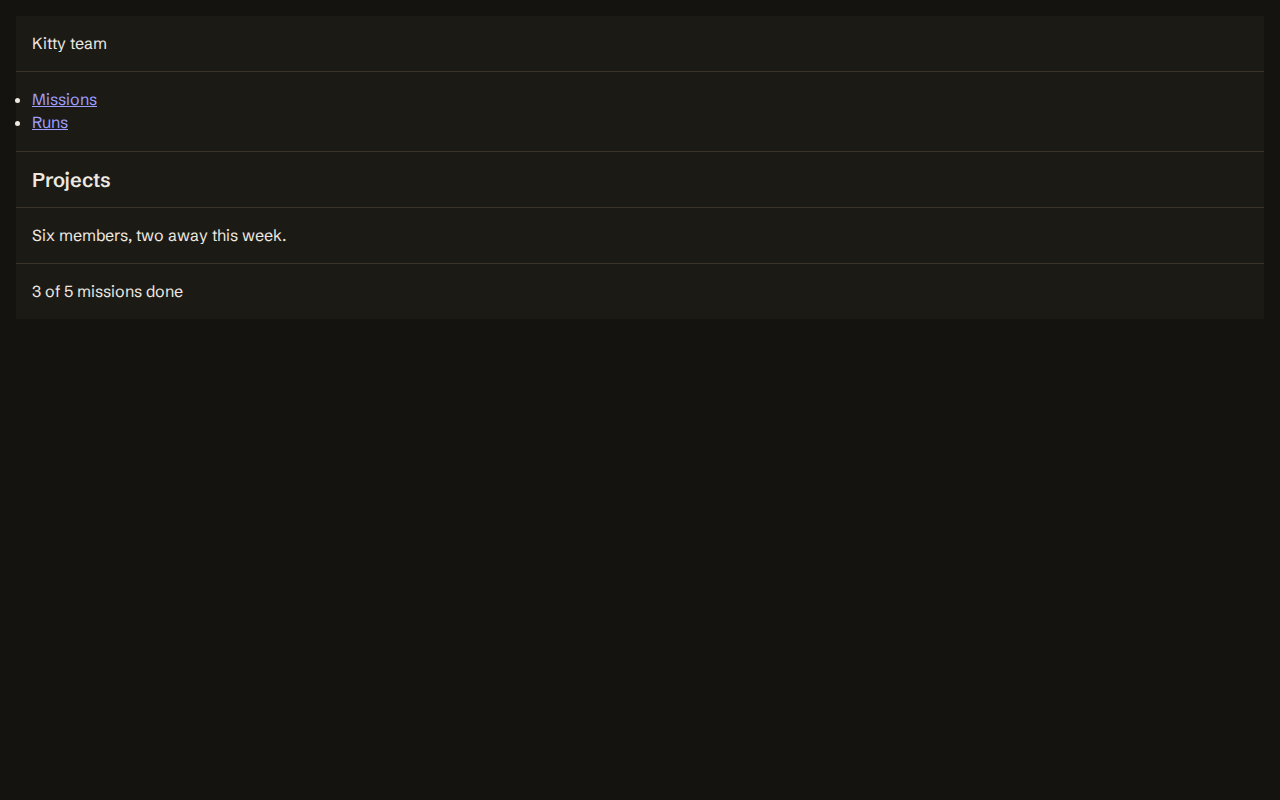 Kitty team
Missions
Runs
Projects
Six members, two away this week.
3 of 5 missions done